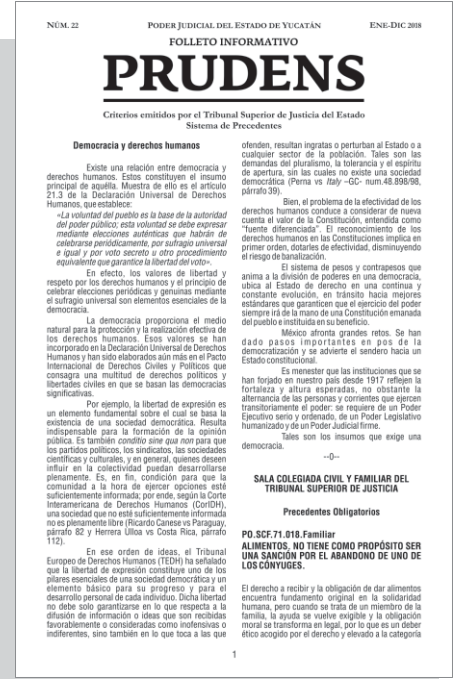 NÚM. 22 PODER JUDICIAL DEL ESTADO DE YUCATÁN ENE-DIC 2018
FOLLETO INFORMATIVO
PRUDENS
Criterios emitidos por el Tribunal Superior de Justicia del Estado
Sistema de Precedentes
Democracia y derechos humanos
Existe una relación entre democracia y
derechos humanos. Estos constituyen el insumo
principal de aquélla. Muestra de ello es el artículo
21.3 de la Declaración Universal de Derechos
Humanos, que establece:
«La voluntad del pueblo es la base de la autoridad
del poder público; esta voluntad se debe expresar
mediante elecciones auténticas que habrán de
celebrarse periódicamente, por sufragio universal
e igual y por voto secreto u otro procedimiento
equivalente que garantice la libertad del voto».
En efecto, los valores de libertad y
respeto por los derechos humanos y el principio de
celebrar elecciones periódicas y genuinas mediante
el sufragio universal son elementos esenciales de la
democracia.
La democracia proporciona el medio
natural para la protección y la realización efectiva de
los derechos humanos. Esos valores se han
incorporado en la Declaración Universal de Derechos
Humanos y han sido elaborados aún más en el Pacto
Internacional de Derechos Civiles y Políticos que
consagra una multitud de derechos políticos y
libertades civiles en que se basan las democracias
significativas.
Por ejemplo, la libertad de expresión es
un elemento fundamental sobre el cual se basa la
existencia de una sociedad democrática. Resulta
indispensable para la formación de la opinión
pública. Es también conditio sine qua non para que
los partidos políticos, los sindicatos, las sociedades
científicas y culturales, y en general, quienes deseen
influir en la colectividad puedan desarrollarse
plenamente. Es, en fin, condición para que la
comunidad a la hora de ejercer opciones esté
suficientemente informada; por ende, según la Corte
Interamericana de Derechos Humanos (CorIDH),
una sociedad que no esté suficientemente informada
no es plenamente libre (Ricardo Canese vs Paraguay,
párrafo 82 y Herrera Ulloa vs Costa Rica, párrafo
112).
En ese orden de ideas, el Tribunal
Europeo de Derechos Humanos (TEDH) ha señalado
que la libertad de expresión constituye uno de los
pilares esenciales de una sociedad democrática y un
elemento básico para su progreso y para el
desarrollo personal de cada individuo. Dicha libertad
no debe solo garantizarse en lo que respecta a la
difusión de información o ideas que son recibidas
favorablemente o consideradas como inofensivas o
indiferentes, sino también en lo que toca a las que
ofenden, resultan ingratas o perturban al Estado o a
cualquier sector de la población. Tales son las
demandas del pluralismo, la tolerancia y el espíritu
de apertura, sin las cuales no existe una sociedad
democrática (Perna vs Italy –GC- num.48.898/98,
párrafo 39).
Bien, el problema de la efectividad de los
derechos humanos conduce a considerar de nueva
cuenta el valor de la Constitución, entendida como
“fuente diferenciada”. El reconocimiento de los
derechos humanos en las Constituciones implica en
primer orden, dotarles de efectividad, disminuyendo
el riesgo de banalización.
El sistema de pesos y contrapesos que
anima a la división de poderes en una democracia,
ubica al Estado de derecho en una continua y
constante evolución, en tránsito hacia mejores
estándares que garanticen que el ejercicio del poder
siempre irá de la mano de una Constitución emanada
del pueblo e instituida en su beneficio.
México afronta grandes retos. Se han
dado pasos importantes en pos de la
democratización y se advierte el sendero hacia un
Estado constitucional.
Es menester que las instituciones que se
han forjado en nuestro país desde 1917 reflejen la
fortaleza y altura esperadas, no obstante la
alternancia de las personas y corrientes que ejercen
transitoriamente el poder: se requiere de un Poder
Ejecutivo serio y ordenado, de un Poder Legislativo
humanizado y de un Poder Judicial firme.
Tales son los insumos que exige una
democracia.
--0--
SALA COLEGIADA CIVIL Y FAMILIAR DEL
TRIBUNAL SUPERIOR DE JUSTICIA
Precedentes Obligatorios
PO.SCF.71.018.Familiar
ALIMENTOS. NO TIENE COMO PROPÓSITO SER
UNA SANCIÓN POR EL ABANDONO DE UNO DE
LOS CÓNYUGES.
El derecho a recibir y la obligación de dar alimentos
encuentra fundamento original en la solidaridad
humana, pero cuando se trata de un miembro de la
familia, la ayuda se vuelve exigible y la obligación
moral se transforma en legal, por lo que es un deber
ético acogido por el derecho y elevado a la categoría
1